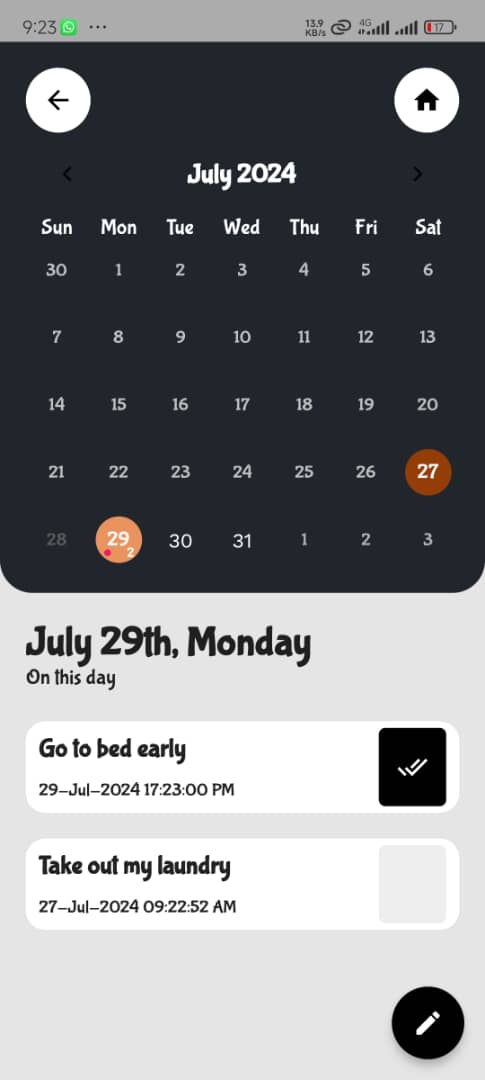 9:23 ...
13.9 KB/s 4G 17
July 2024
Sun Mon Tue Wed Thu Fri Sat
30 1 2 3 4 5 6
7 8 9 10 11 12 13
14 15 16 17 18 19 20
21 22 23 24 25 26 27
28 29 2 30 31 1 2 3
July 29th, Monday
On this day
Go to bed early
29-Jul-2024 17:23:00 PM
Take out my laundry
27-Jul-2024 09:22:52 AM